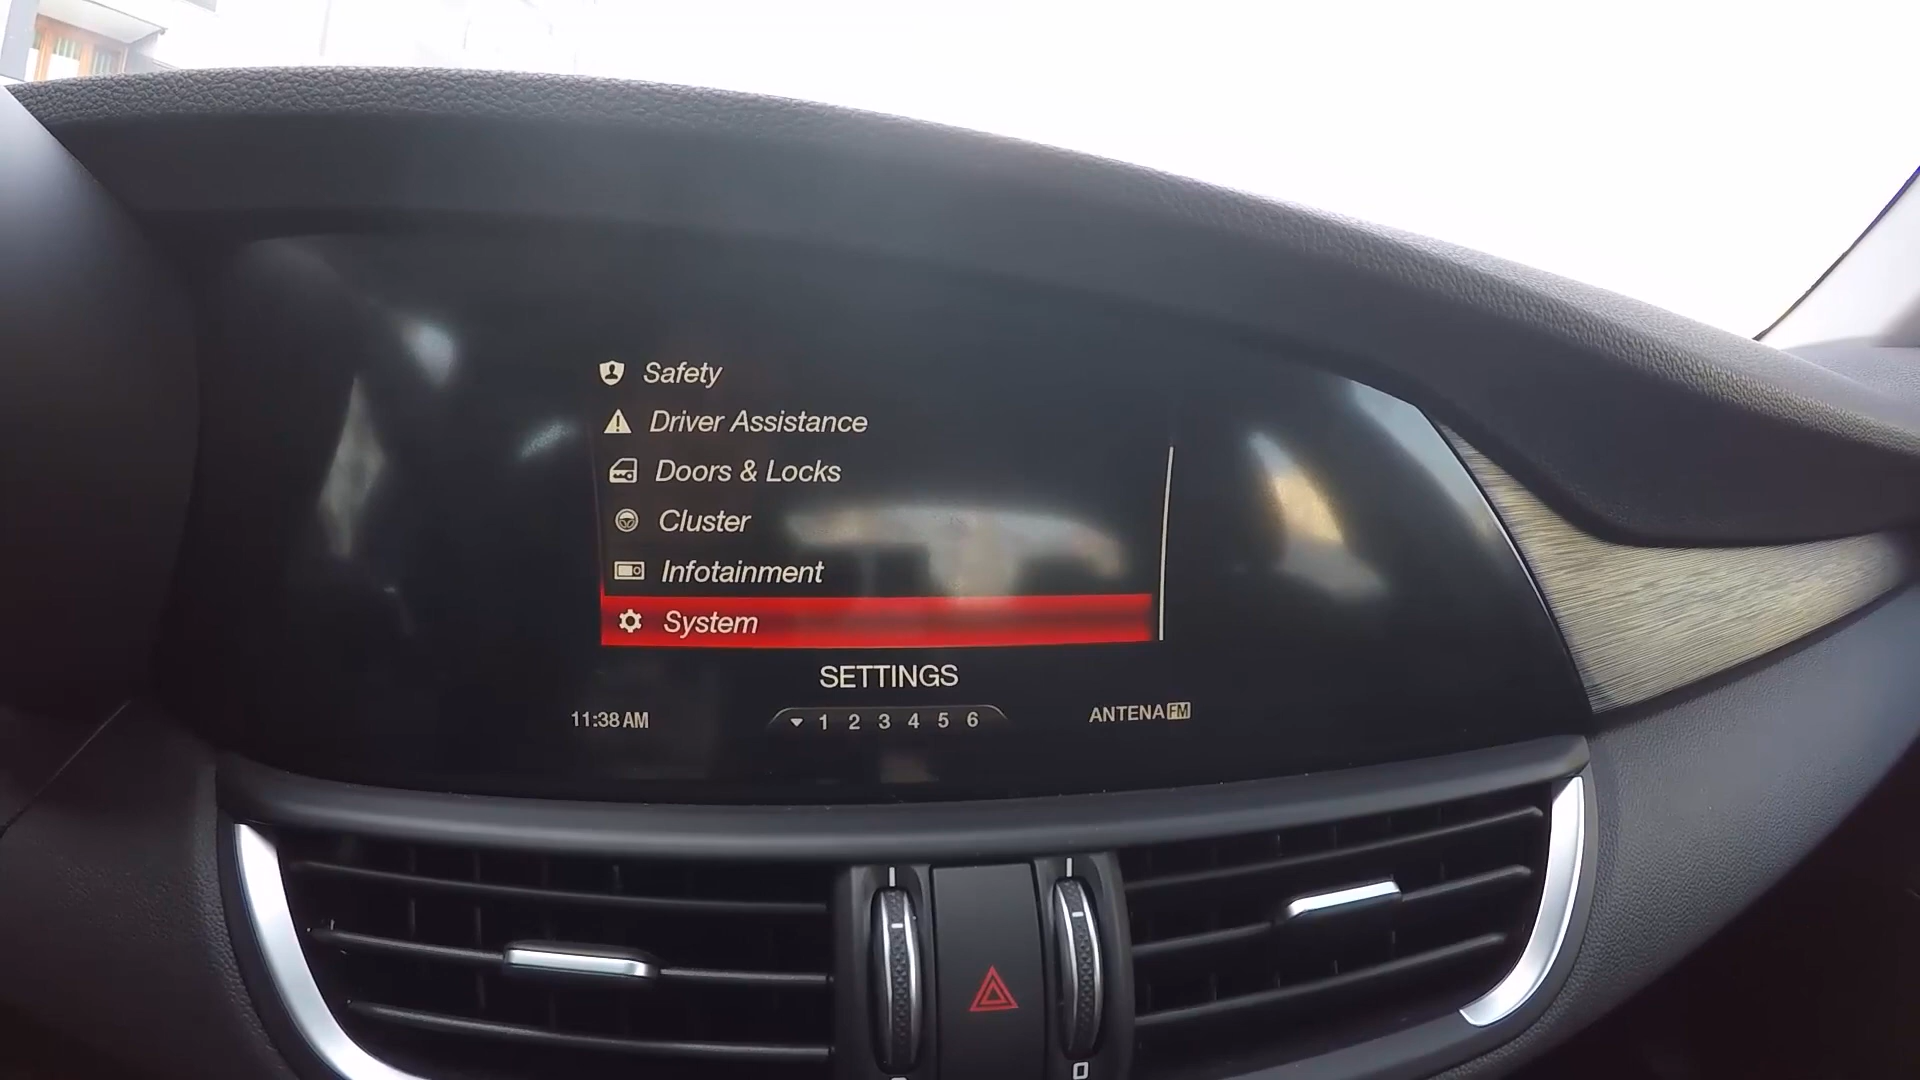 Safety
Driver Assistance
Doors & Locks
Cluster
Infotainment
System
SETTINGS
11:38 AM
1 2 3 4 5 6
ANTENA FM